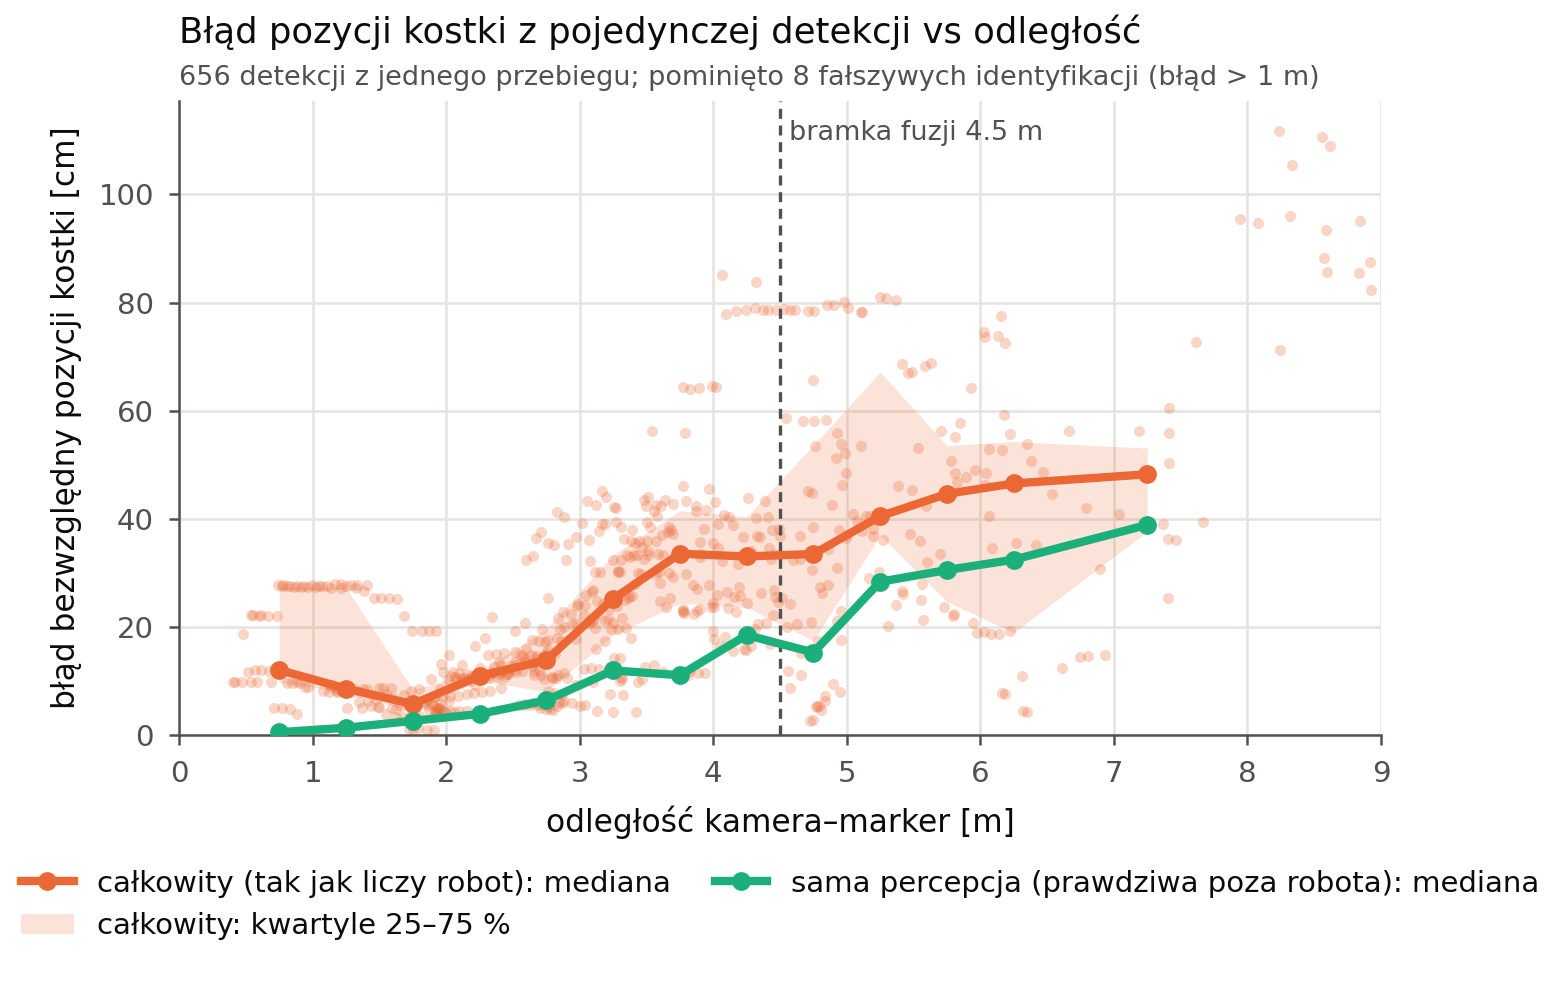 Błąd pozycji kostki z pojedynczej detekcji vs odległość
656 detekcji z jednego przebiegu; pominięto 8 fałszywych identyfikacji (błąd > 1 m)
bramka fuzji 4.5 m
błąd bezwzględny pozycji kostki [cm]
100
80
60
40
20
0
0 1 2 3 4 5 6 7 8 9
odległość kamera–marker [m]
całkowity (tak jak liczy robot): mediana
sama percepcja (prawdziwa poza robota): mediana
całkowity: kwartyle 25–75 %